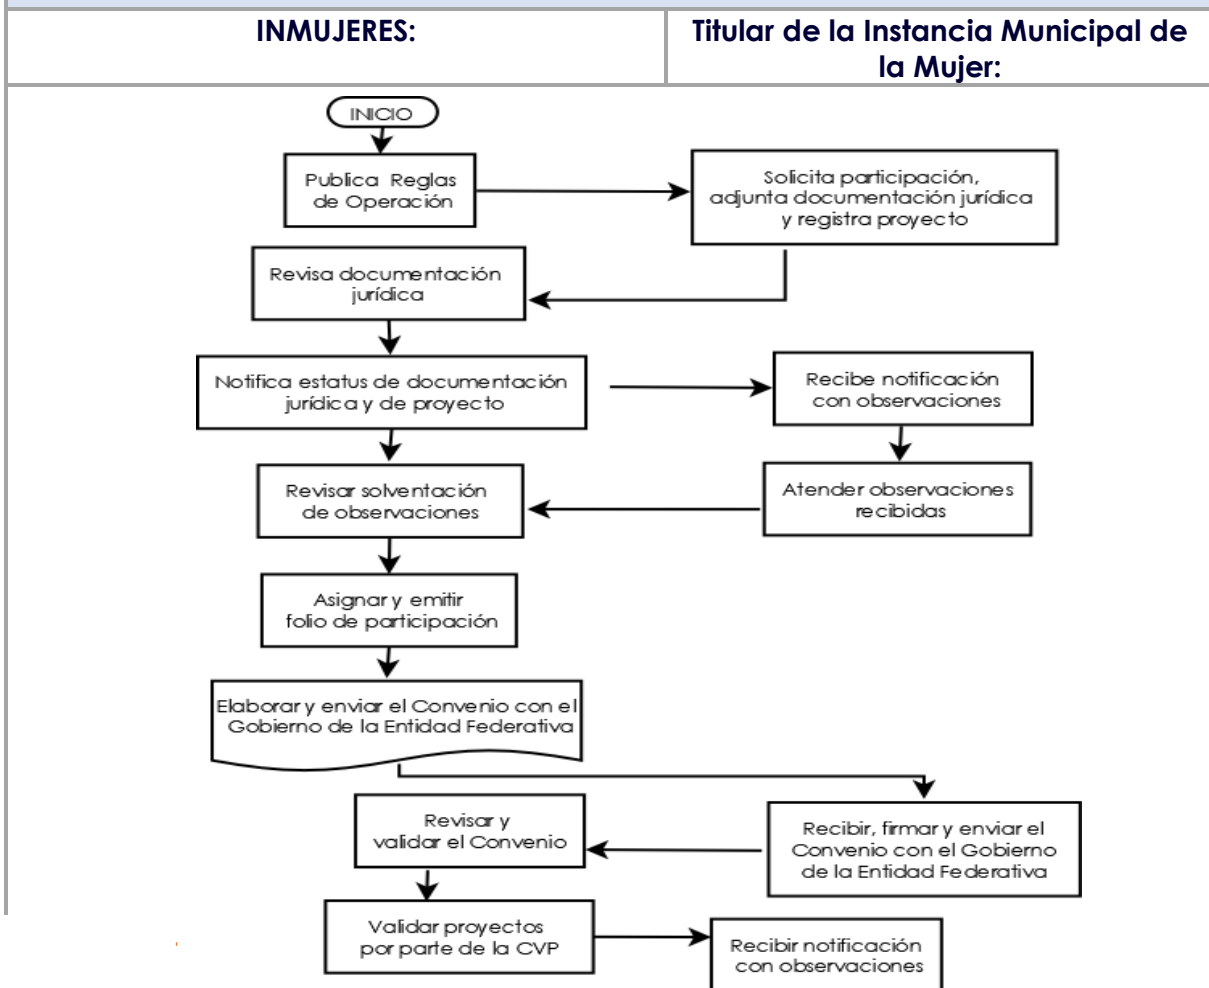 INMUJERES:
Titular de la Instancia Municipal de
la Mujer:
INICIO
Publica Reglas
de Operación
Solicita participación,
adjunta documentación jurídica
y registra proyecto
Revisa documentación
jurídica
Notifica estatus de documentación
jurídica y de proyecto
Recibe notificación
con observaciones
Revisar solventación
de observaciones
Atender observaciones
recibidas
Asignar y emitir
folio de participación
Elaborar y enviar el Convenio con el
Gobierno de la Entidad Federativa
Revisar y
validar el Convenio
Recibir, firmar y enviar el
Convenio con el Gobierno
de la Entidad Federativa
Validar proyectos
por parte de la CVP
Recibir notificación
con observaciones